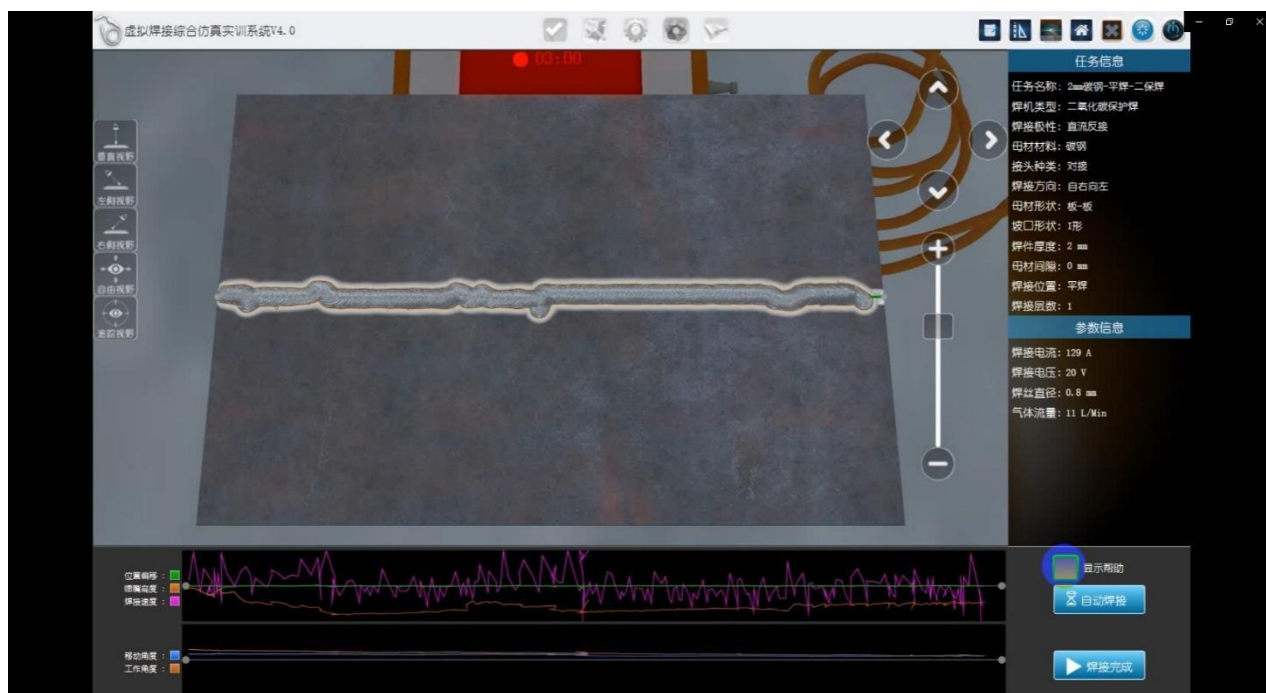 虚拟焊接综合仿真实训系统V4.0
03:00
垂直视野
左侧视野
右侧视野
自由视野
追踪视野
任务信息
任务名称：2mm碳钢-平焊-二保焊
焊机类型：二氧化碳保护焊
焊接极性：直流反接
母材材料：碳钢
接头种类：对接
焊接方向：自右向左
母材形状：板-板
坡口形状：I形
焊件厚度：2 mm
母材间隙：0 mm
焊接位置：平焊
焊接层数：1
参数信息
焊接电流：129 A
焊接电压：20 V
焊丝直径：0.8 mm
气体流量：11 L/Min
位置偏移：
喷嘴高度：
焊接速度：
显示帮助
自动焊接
移动角度：
工作角度：
焊接完成